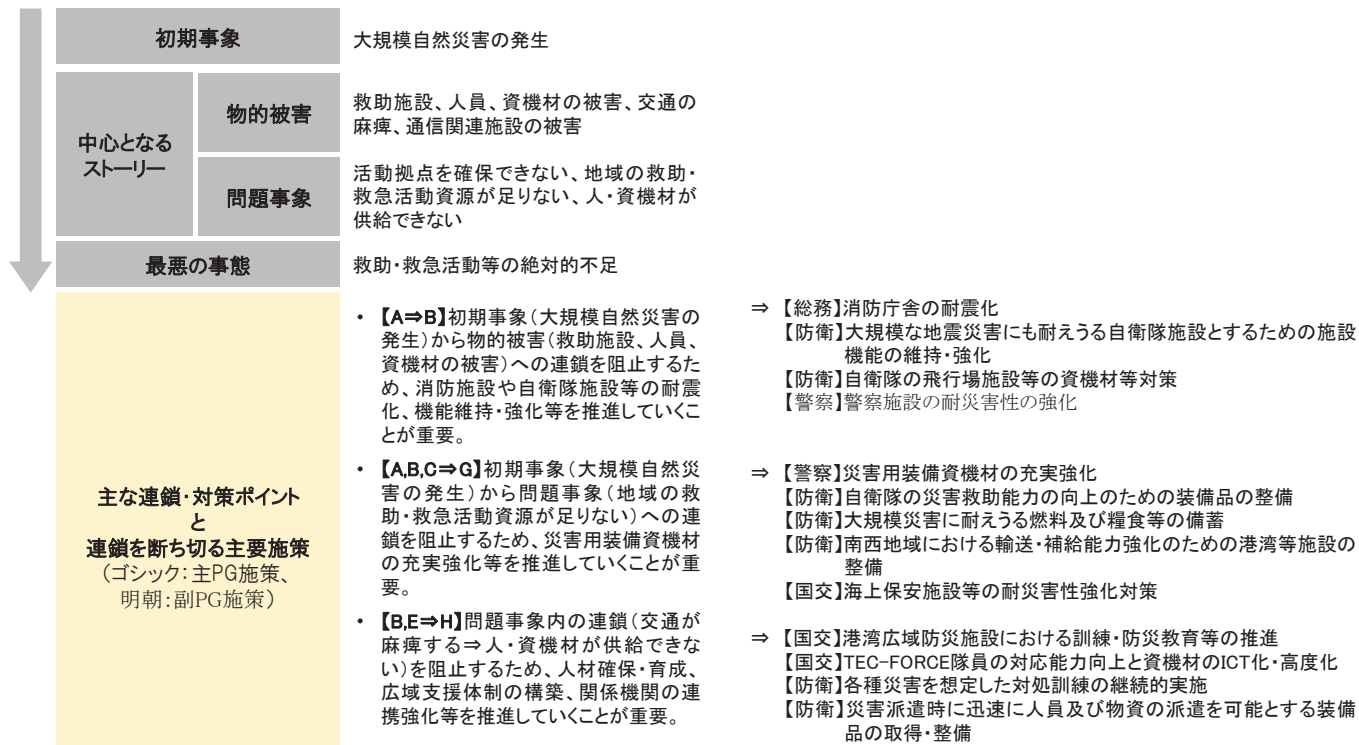 初期事象
大規模自然災害の発生
中心となる
ストーリー
物的被害
救助施設、人員、資機材の被害、交通の
麻痺、通信関連施設の被害
問題事象
活動拠点を確保できない、地域の救助・
救急活動資源が足りない、人・資機材が
供給できない
最悪の事態
救助・救急活動等の絶対的不足
主な連鎖・対策ポイント
と
連鎖を断ち切る主要施策
(ゴシック:主PG施策、
明朝:副PG施策)
・ 【A⇒B】初期事象(大規模自然災害の
発生)から物的被害(救助施設、人員、
資機材の被害)への連鎖を阻止するた
め、消防施設や自衛隊施設等の耐震
化、機能維持・強化等を推進していくこ
とが重要。
⇒ 【総務】消防庁舎の耐震化
【防衛】大規模な地震災害にも耐えうる自衛隊施設とするための施設
機能の維持・強化
【防衛】自衛隊の飛行場施設等の資機材等対策
【警察】警察施設の耐災害性の強化
・ 【A,B,C⇒G】初期事象(大規模自然災
害の発生)から問題事象(地域の救
助・救急活動資源が足りない)への連
鎖を阻止するため、災害用装備資機材
の充実強化等を推進していくことが重
要。
⇒ 【警察】災害用装備資機材の充実強化
【防衛】自衛隊の災害救助能力の向上のための装備品の整備
【防衛】大規模災害に耐えうる燃料及び糧食等の備蓄
【防衛】南西地域における輸送・補給能力強化のための港湾等施設の
整備
【国交】海上保安施設等の耐災害性強化対策
・ 【B,E⇒H】問題事象内の連鎖(交通が
麻痺する⇒人・資機材が供給できな
い)を阻止するため、人材確保・育成、
広域支援体制の構築、関係機関の連
携強化等を推進していくことが重要。
⇒ 【国交】港湾広域防災施設における訓練・防災教育等の推進
【国交】TEC-FORCE隊員の対応能力向上と資機材のICT化・高度化
【防衛】各種災害を想定した対処訓練の継続的実施
【防衛】災害派遣時に迅速に人員及び物資の派遣を可能とする装備
品の取得・整備